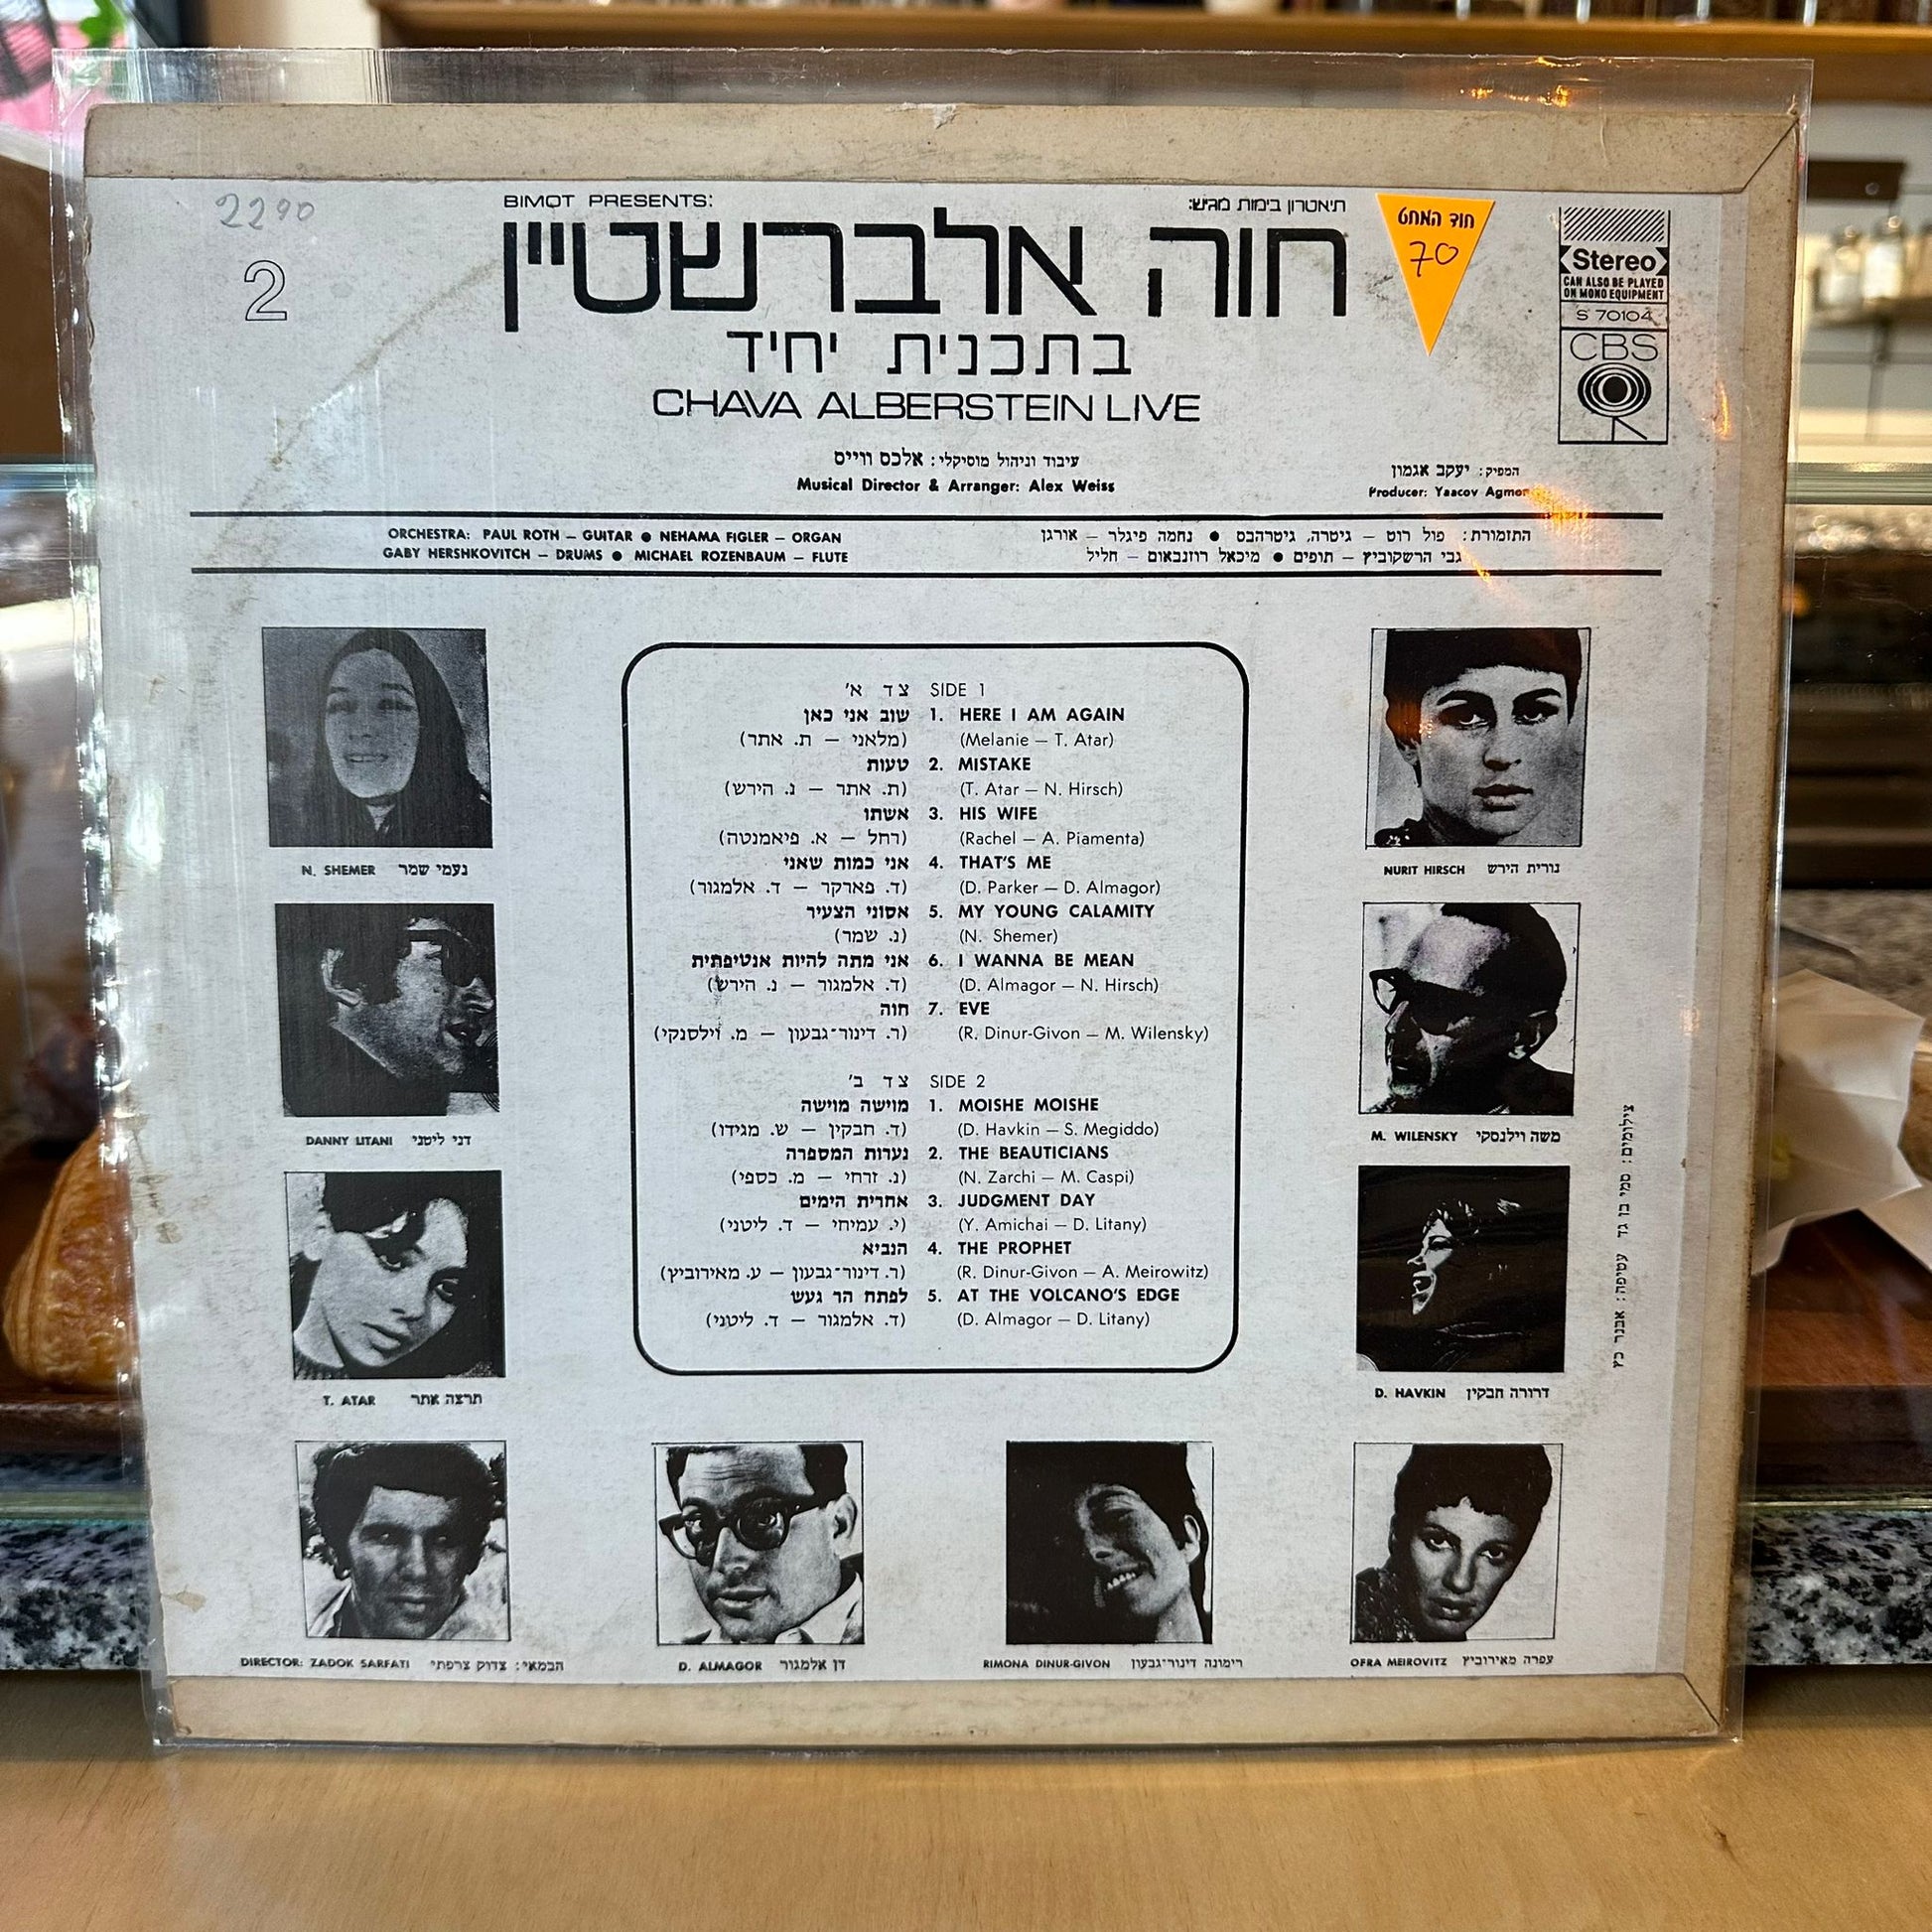 2290
2
BIMOT PRESENTS:
תיאטרון בימות מגיש:
חוה אלברשטיין
בתכנית יחיד
CHAVA ALBERSTEIN LIVE
חוד המחט
70
Stereo
CAN ALSO BE PLAYED
ON MONO EQUIPMENT
S 70104
CBS
עיבוד וניהול מוסיקלי: אלכס ווייס
Musical Director & Arranger: Alex Weiss
המפיק: יעקב אגמון
Producer: Yaacov Agmon
ORCHESTRA: PAUL ROTH – GUITAR ● NEHAMA FIGLER – ORGAN
GABY HERSHKOVITCH – DRUMS ● MICHAEL ROZENBAUM – FLUTE
התזמורת: פול רוט – גיטרה, גיטרהבס ● נחמה פיגלר – אורגן
גבי הרשקוביץ – תופים ● מיכאל רוזנבאום – חליל
צד א' SIDE 1
שוב אני כאן 1. HERE I AM AGAIN
(מלאני – ת. אתר) (Melanie – T. Atar)
טעות 2. MISTAKE
(ת. אתר – נ. הירש) (T. Atar – N. Hirsch)
אשתו 3. HIS WIFE
(רחל – א. פיאמנטה) (Rachel – A. Piamenta)
אני כמות שאני 4. THAT'S ME
(ד. פארקר – ד. אלמגור) (D. Parker – D. Almagor)
אסוני הצעיר 5. MY YOUNG CALAMITY
(נ. שמר) (N. Shemer)
אני מתה להיות אנטיפתית 6. I WANNA BE MEAN
(ד. אלמגור – נ. הירש) (D. Almagor – N. Hirsch)
חוה 7. EVE
(ר. דינור־גבעון – מ. וילסנקי) (R. Dinur-Givon – M. Wilensky)
צד ב' SIDE 2
מוישה מוישה 1. MOISHE MOISHE
(ד. חבקין – ש. מגידו) (D. Havkin – S. Megiddo)
נערות המספרה 2. THE BEAUTICIANS
(נ. זרחי – מ. כספי) (N. Zarchi – M. Caspi)
אחרית הימים 3. JUDGMENT DAY
(י. עמיחי – ד. ליטני) (Y. Amichai – D. Litany)
הנביא 4. THE PROPHET
(ר. דינור־גבעון – ע. מאירוביץ) (R. Dinur-Givon – A. Meirowitz)
לפתח הר געש 5. AT THE VOLCANO'S EDGE
(ד. אלמגור – ד. ליטני) (D. Almagor – D. Litany)
N. SHEMER נעמי שמר
NURIT HIRSCH נורית הירש
DANNY LITANI דני ליטני
M. WILENSKY משה וילנסקי
T. ATAR תרצה אתר
D. HAVKIN דרורה חבקין
צילומים: סמי בן גד עטיפה: אבנר כץ
DIRECTOR: ZADOK SARFATI הבמאי: צדוק צרפתי
D. ALMAGOR דן אלמגור
RIMONA DINUR-GIVON רימונה דינור־גבעון
OFRA MEIROVITZ עפרה מאירוביץ